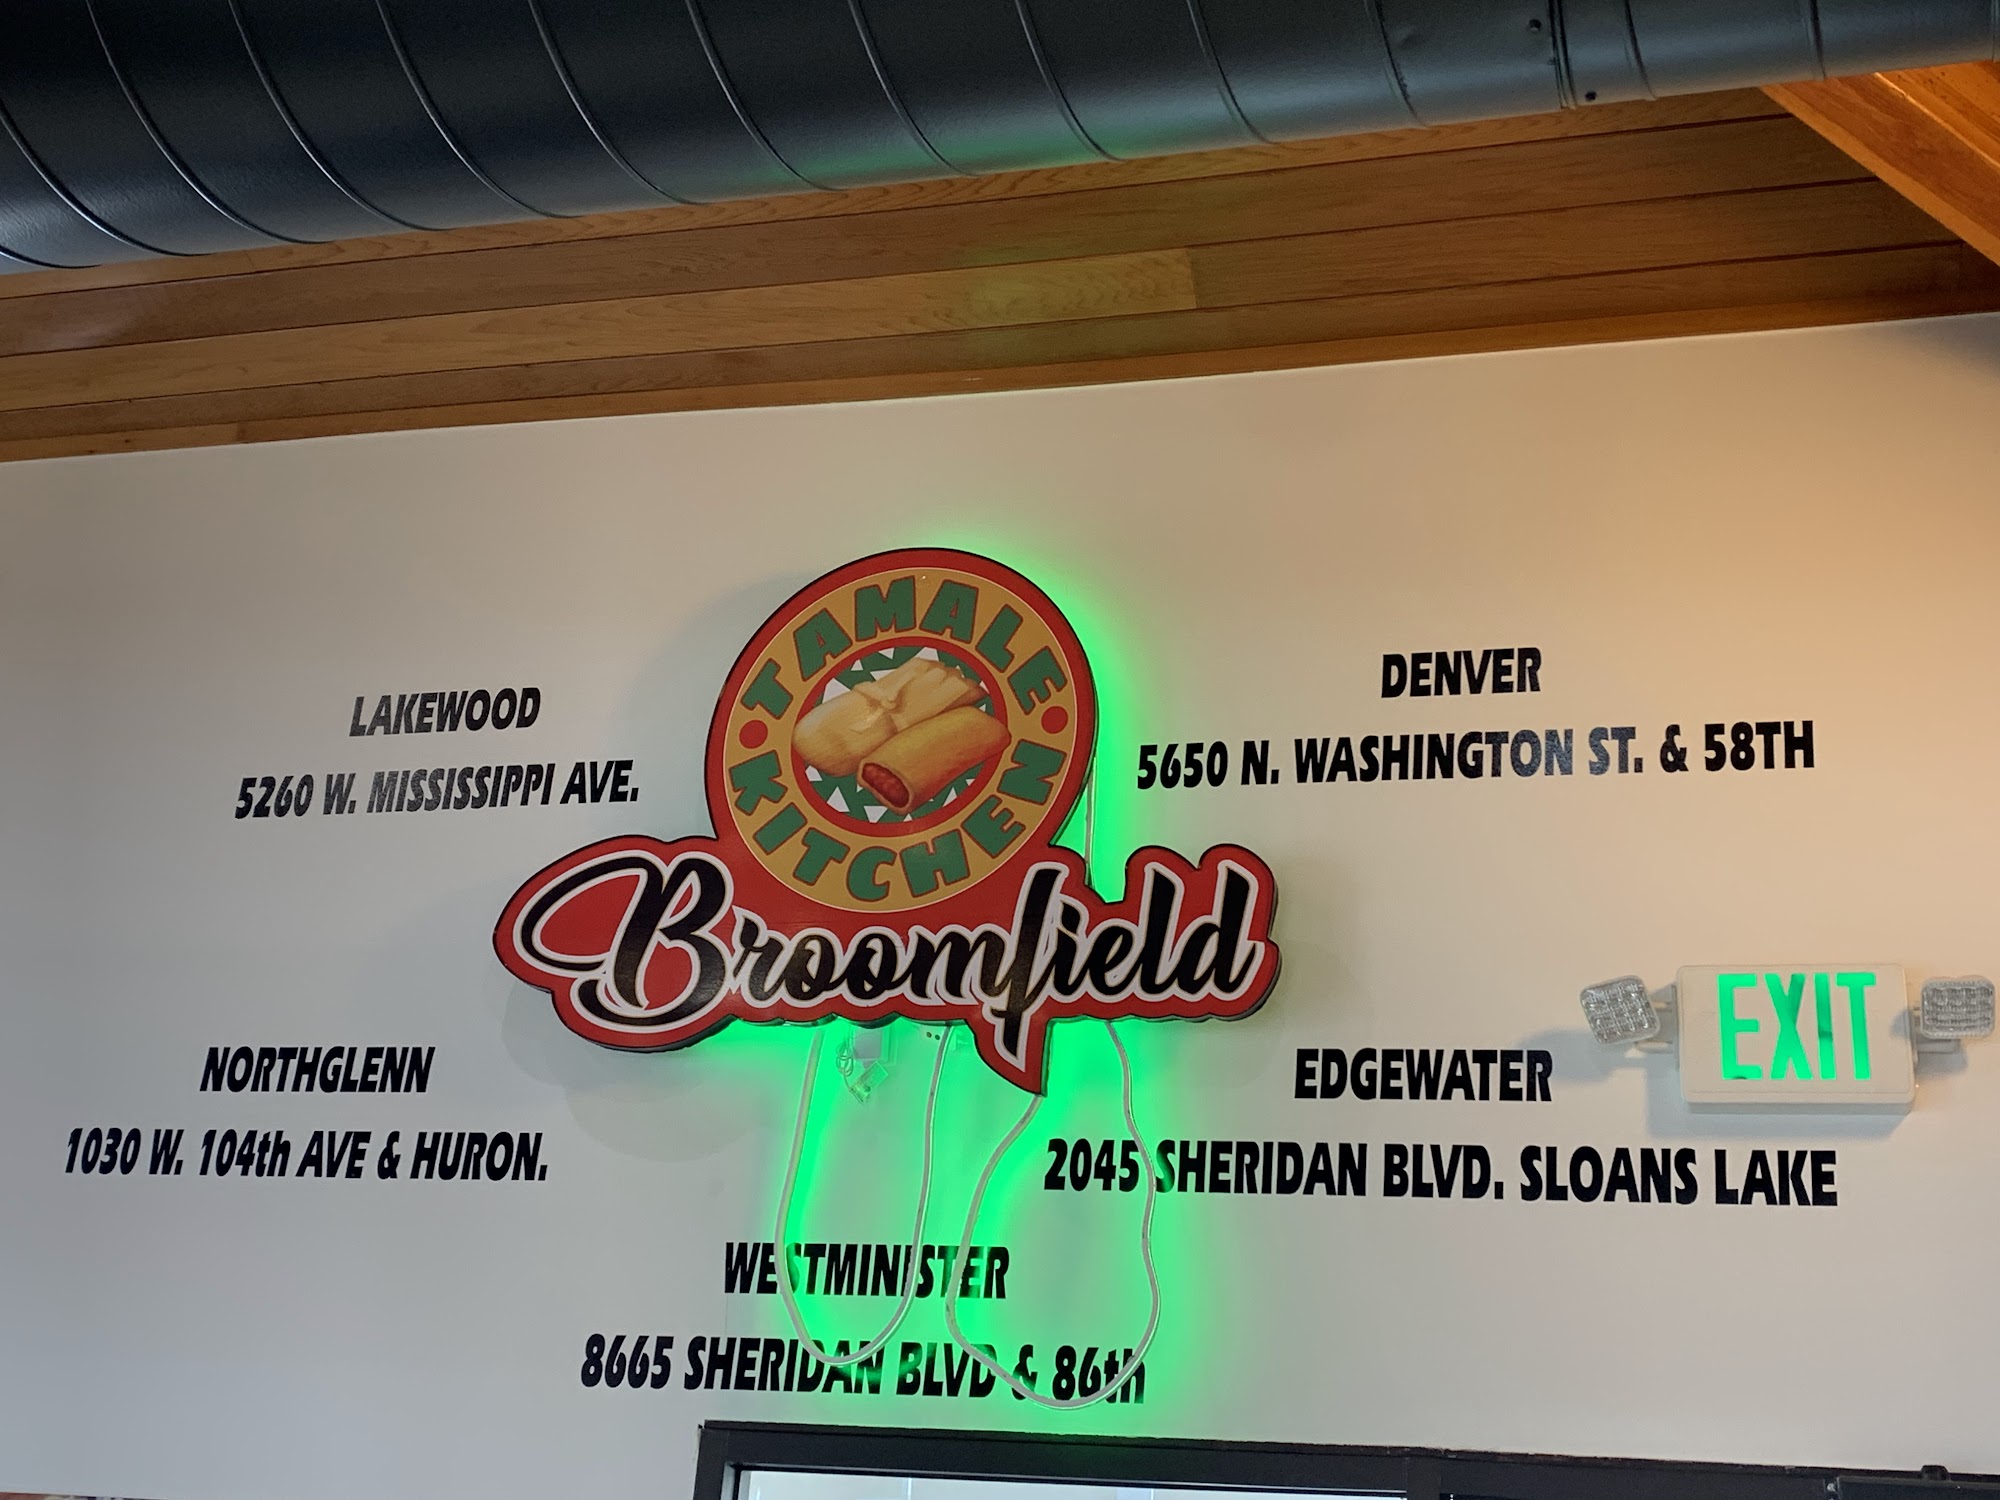 TAMALE
KITCHEN
Broomfield
LAKEWOOD
5260 W. MISSISSIPPI AVE.
DENVER
5650 N. WASHINGTON ST. & 58TH
NORTHGLENN
1030 W. 104th AVE & HURON.
EDGEWATER
2045 SHERIDAN BLVD. SLOANS LAKE
EXIT
WESTMINISTER
8665 SHERIDAN BLVD & 86th